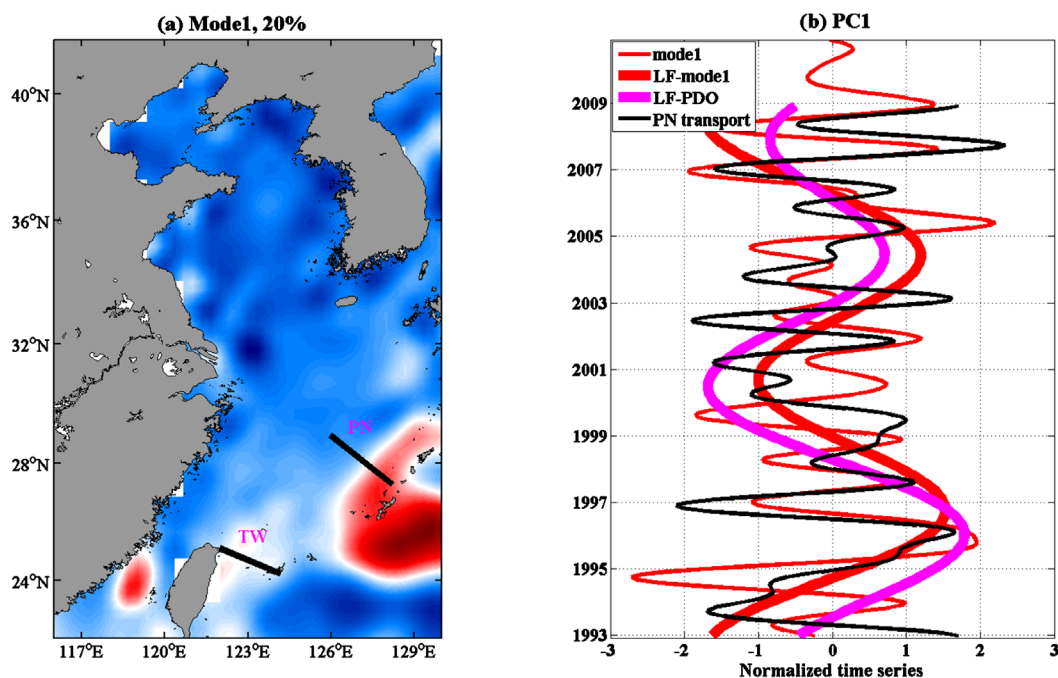 (a) Mode1, 20%
40°N
36°N
32°N
28°N
24°N
PN
TW
117°E 120°E 123°E 126°E 129°E
(b) PC1
mode1
LF-mode1
LF-PDO
PN transport
2009
2007
2005
2003
2001
1999
1997
1995
1993
-2 -1 0 1 2 3
Normalized time series